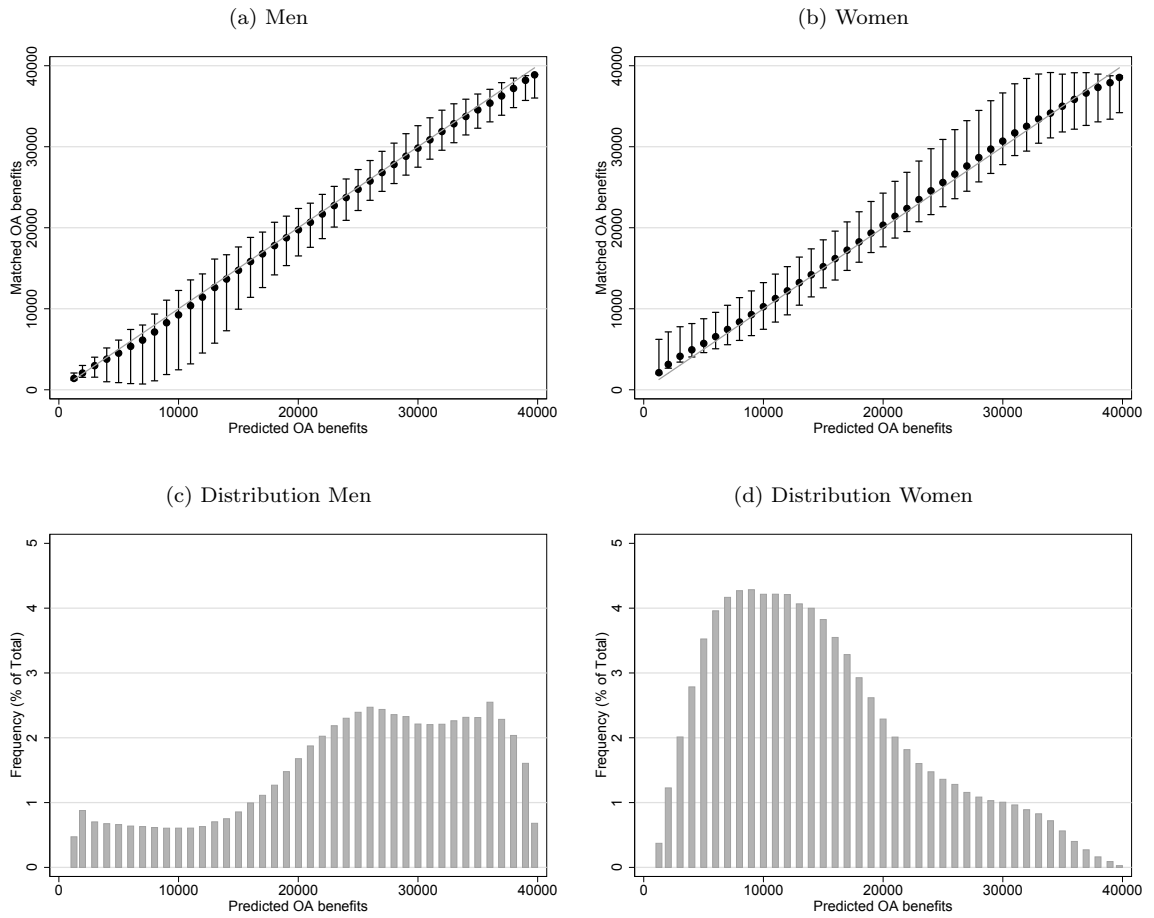 (a) Men
Matched OA benefits
40000
30000
20000
10000
0
0 10000 20000 30000 40000
Predicted OA benefits
(b) Women
Matched OA benefits
40000
30000
20000
10000
0
0 10000 20000 30000 40000
Predicted OA benefits
(c) Distribution Men
Frequency (% of Total)
5
4
3
2
1
0
0 10000 20000 30000 40000
Predicted OA benefits
(d) Distribution Women
Frequency (% of Total)
5
4
3
2
1
0
0 10000 20000 30000 40000
Predicted OA benefits